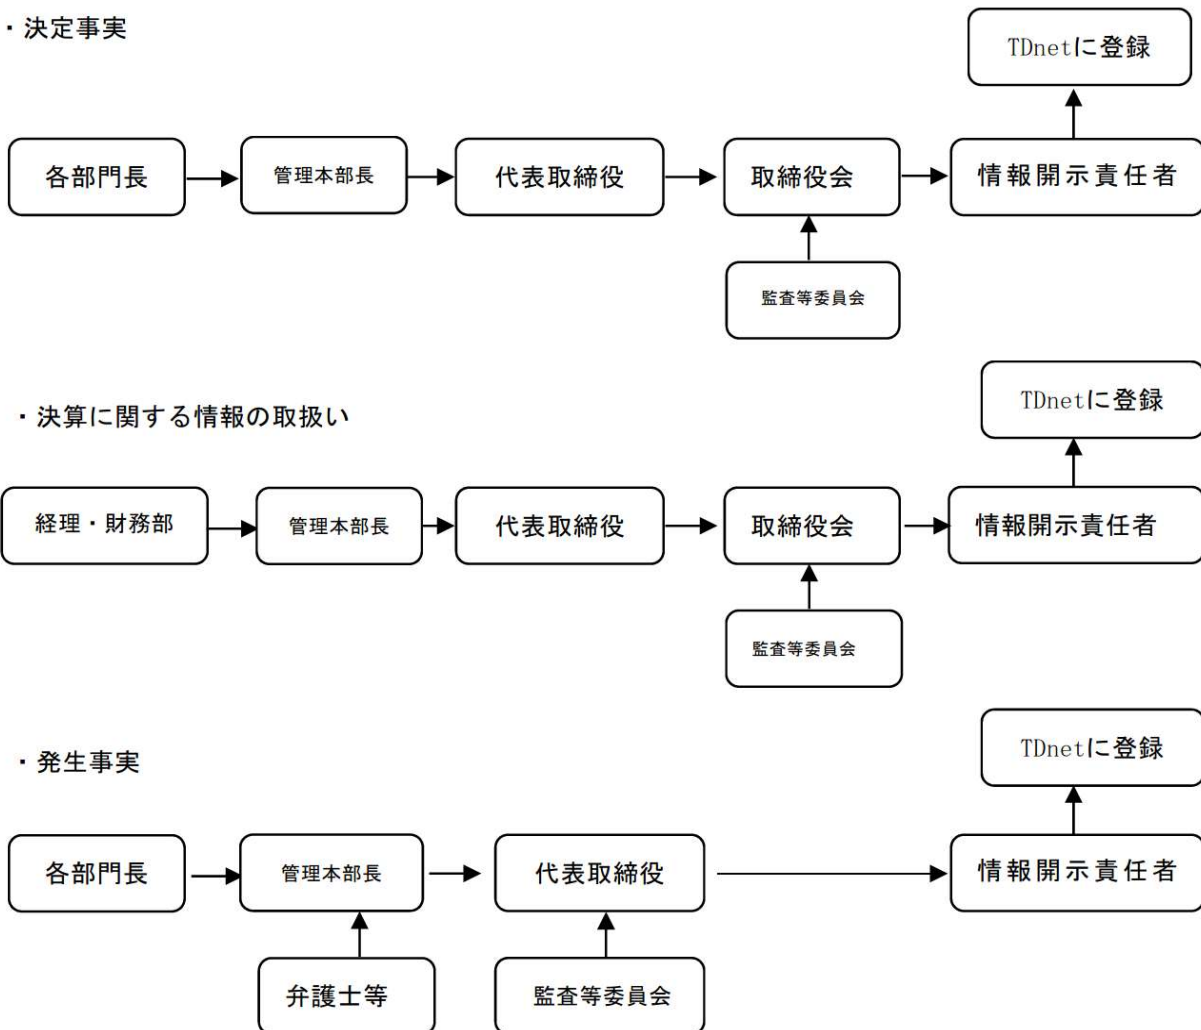 ・決定事実
TDnetに登録
各部門長
管理本部長
代表取締役
取締役会
情報開示責任者
監査等委員会
・決算に関する情報の取扱い
TDnetに登録
経理・財務部
管理本部長
代表取締役
取締役会
情報開示責任者
監査等委員会
・発生事実
TDnetに登録
各部門長
管理本部長
代表取締役
情報開示責任者
弁護士等
監査等委員会